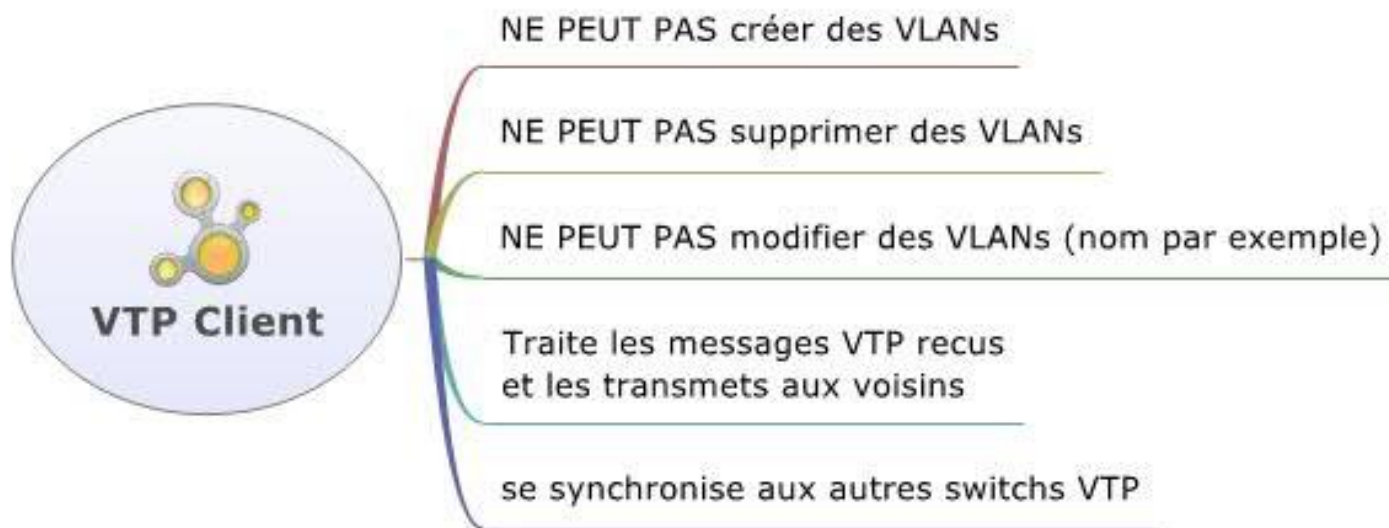 NE PEUT PAS créer des VLANs
NE PEUT PAS supprimer des VLANs
NE PEUT PAS modifier des VLANs (nom par exemple)
VTP Client
Traite les messages VTP recus
et les transmets aux voisins
se synchronise aux autres switchs VTP